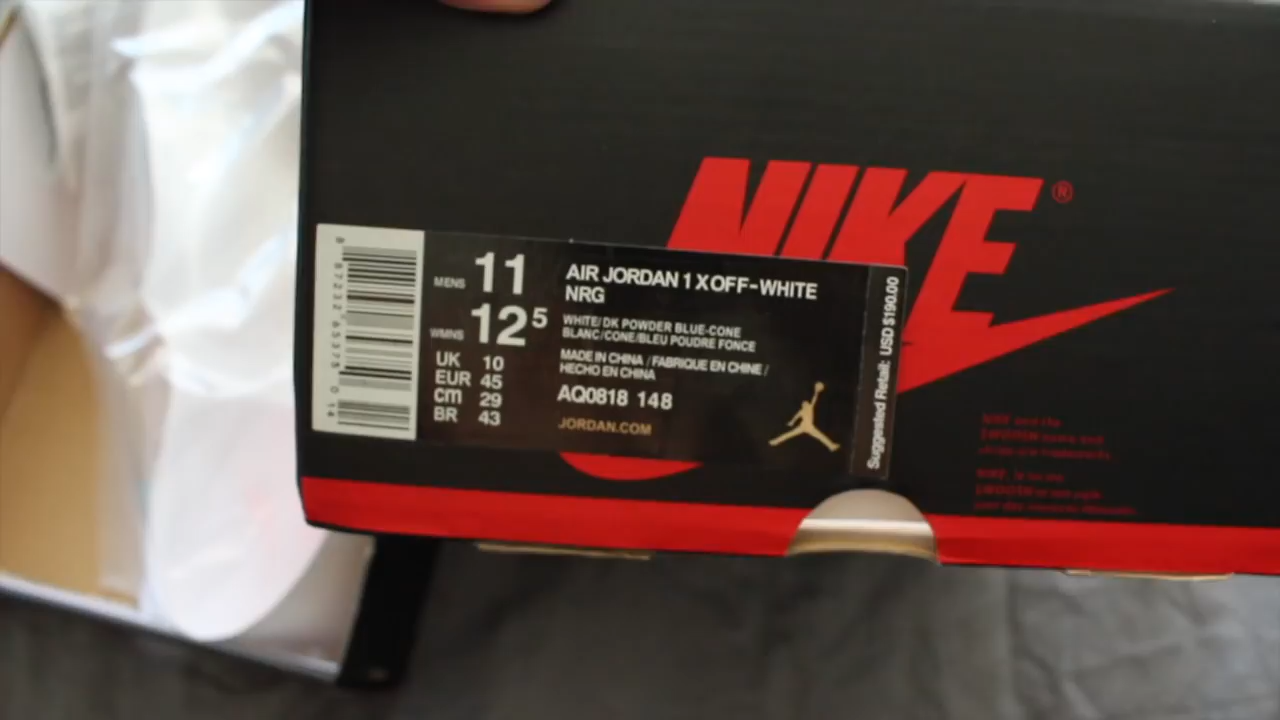 NIKE®
MENS 11
WMNS 12 5
UK 10
EUR 45
cm 29
BR 43
AIR JORDAN 1 X OFF-WHITE
NRG
WHITE/DK POWDER BLUE-CONE
BLANC/CONE/BLEU POUDRE FONCE
MADE IN CHINA / FABRIQUE EN CHINE /
HECHO EN CHINA
AQ0818 148
JORDAN.COM
Suggested Retail: USD $190.00